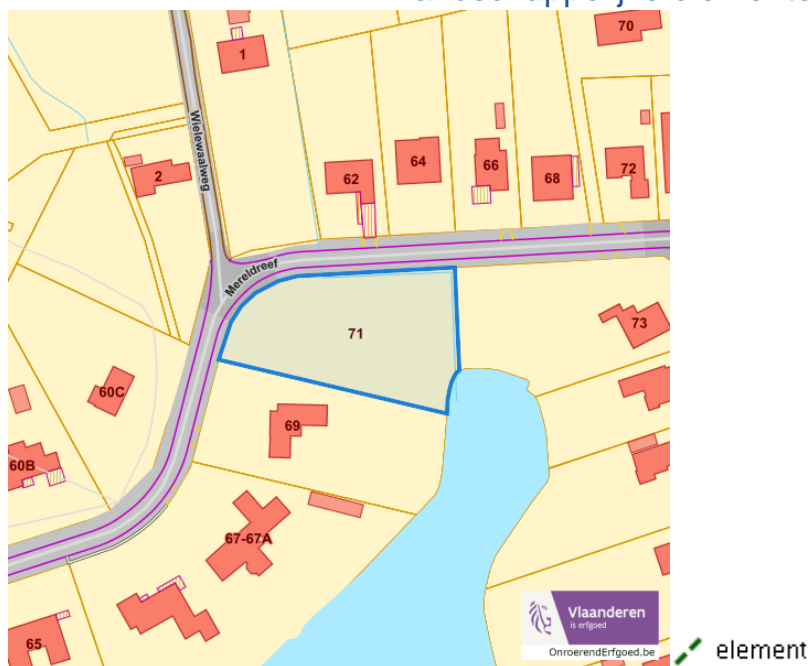 70
1
Wielewaalweg
64
66
62
68
72
2
Mereldreef
71
73
60C
69
60B
67-67A
65
Vlaanderen
is erfgoed
OnroerendErfgoed.be
element